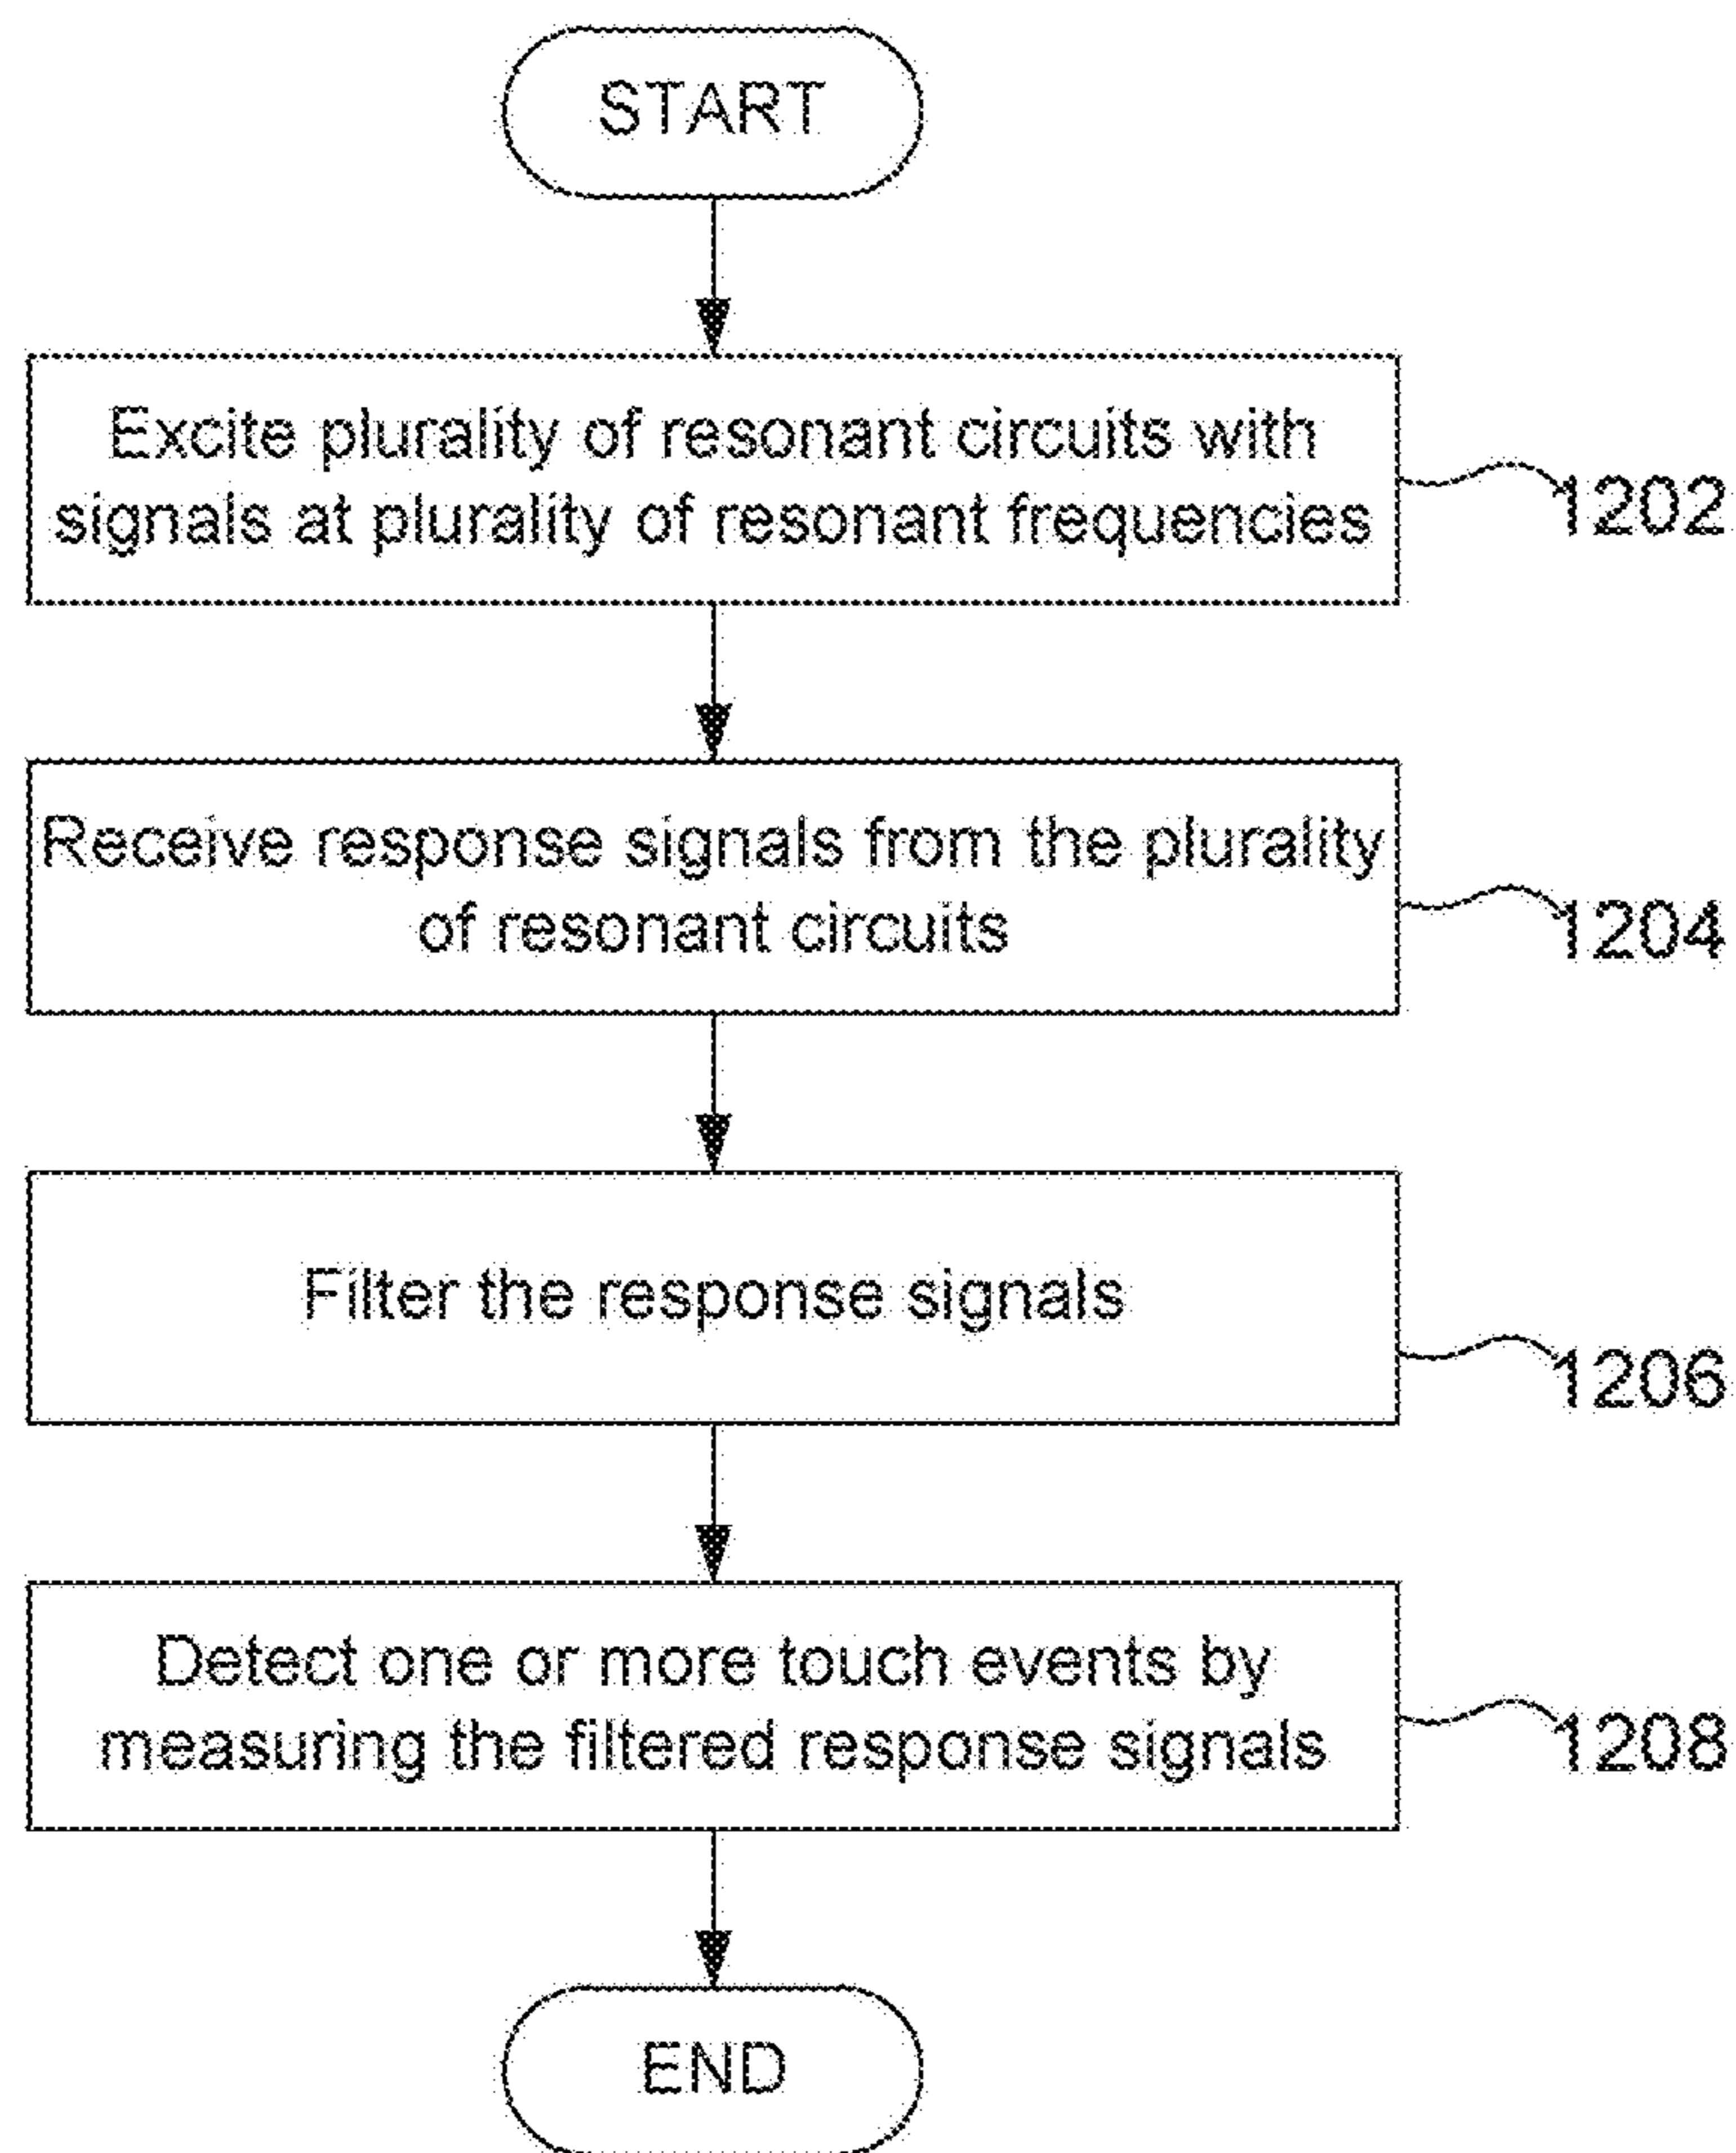 START
Excite plurality of resonant circuits with
signals at plurality of resonant frequencies
1202
Receive response signals from the plurality
of resonant circuits
1204
Filter the response signals
1206
Detect one or more touch events by
measuring the filtered response signals
1208
END